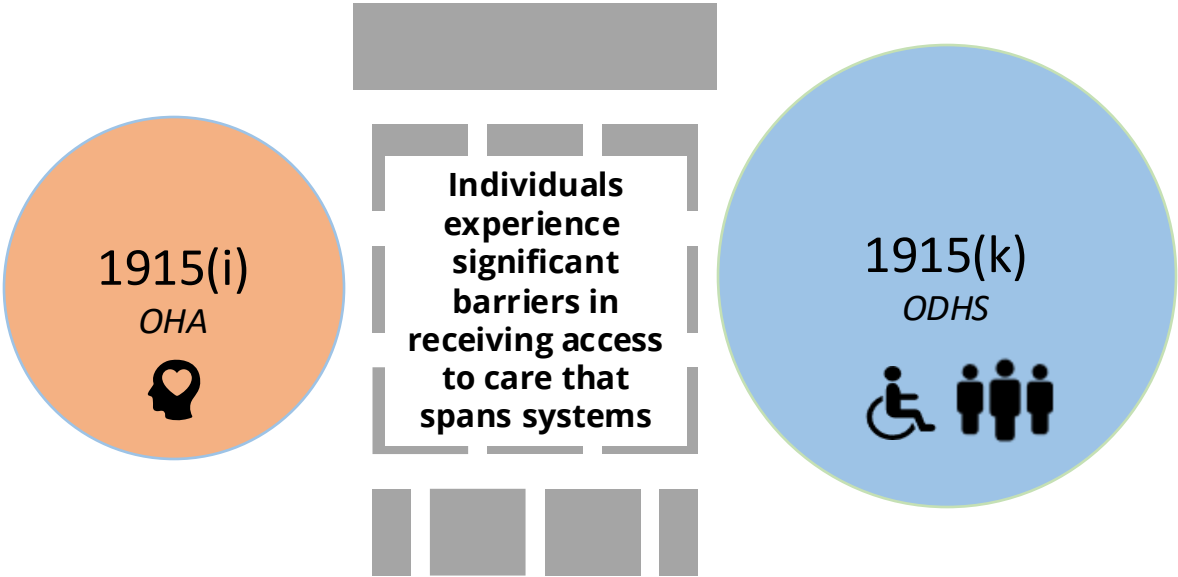 1915(i)
OHA
Individuals
experience
significant
barriers in
receiving access
to care that
spans systems
1915(k)
ODHS